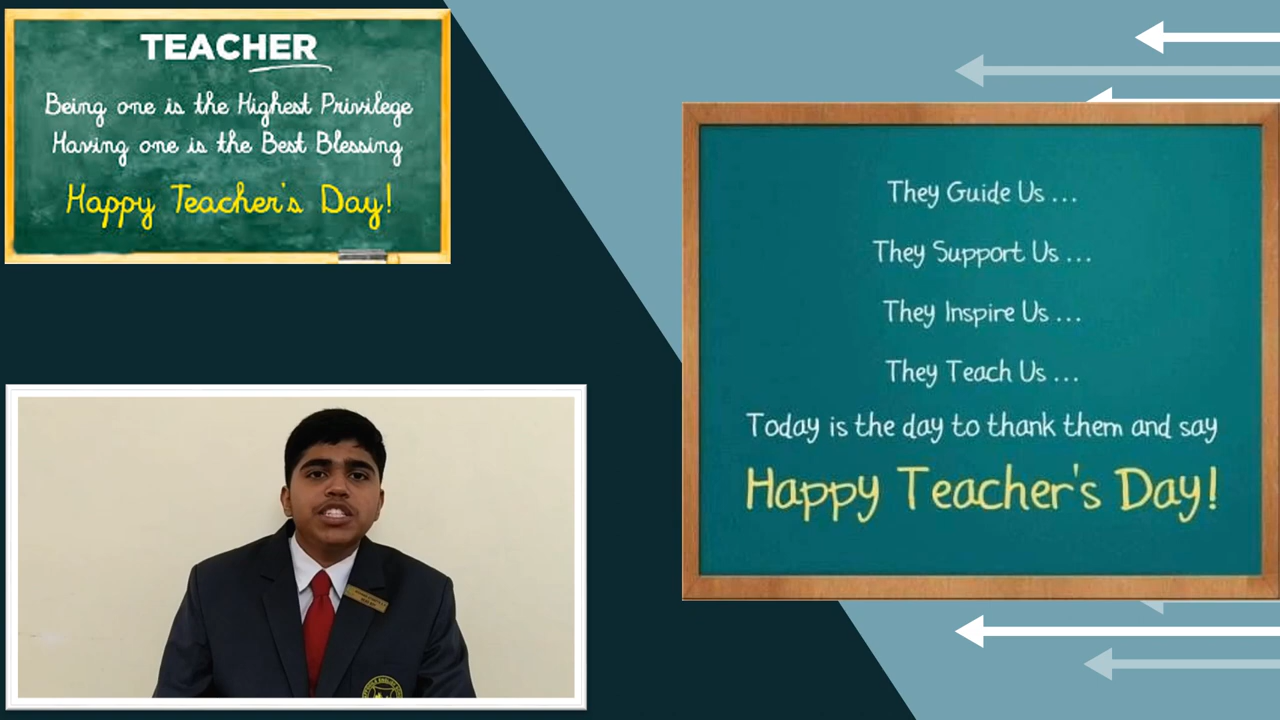 TEACHER
Being one is the Highest Privilege
Having one is the Best Blessing
Happy Teacher's Day!
They Guide Us ...
They Support Us ...
They Inspire Us ...
They Teach Us ...
Today is the day to thank them and say
Happy Teacher's Day!